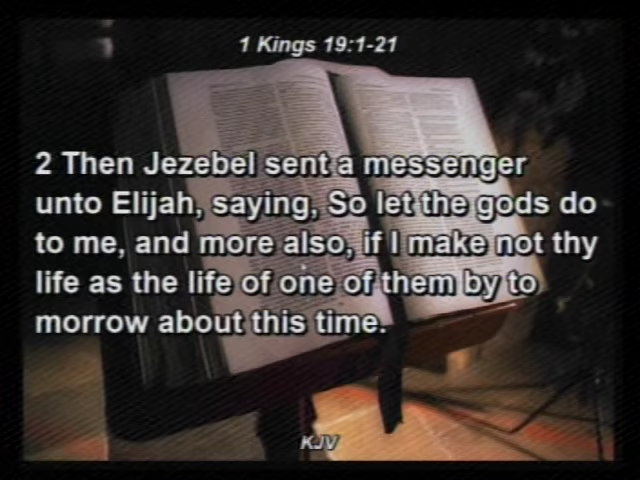 1 Kings 19:1-21
2 Then Jezebel sent a messenger
unto Elijah, saying, So let the gods do
to me, and more also, if I make not thy
life as the life of one of them by to
morrow about this time.
KJV